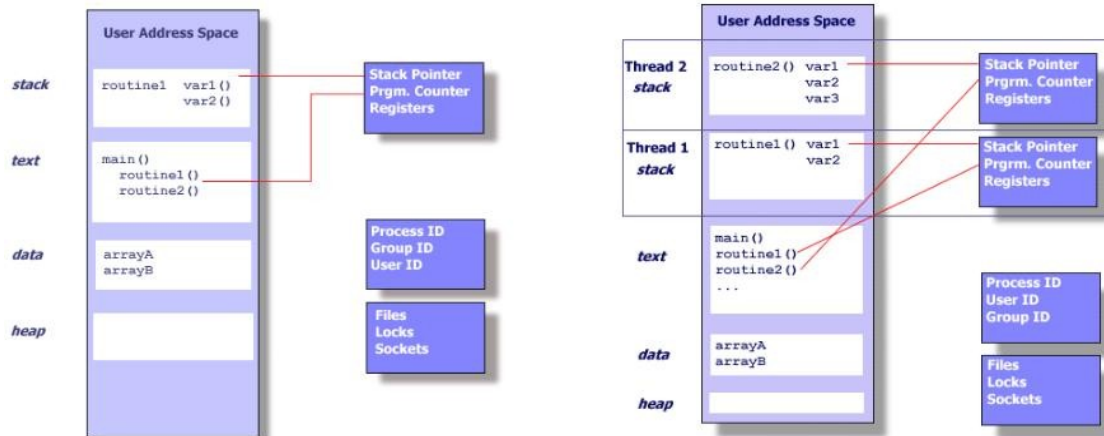 User Address Space
stack
routine1 var1()
var2()
Stack Pointer
Prgm. Counter
Registers
text
main()
routine1()
routine2()
data
arrayA
arrayB
Process ID
Group ID
User ID
heap
Files
Locks
Sockets
User Address Space
Thread 2
stack
routine2() var1
var2
var3
Stack Pointer
Prgrm. Counter
Registers
Thread 1
stack
routine1() var1
var2
Stack Pointer
Prgrm. Counter
Registers
text
main()
routine1()
routine2()
...
Process ID
User ID
Group ID
data
arrayA
arrayB
Files
Locks
Sockets
heap